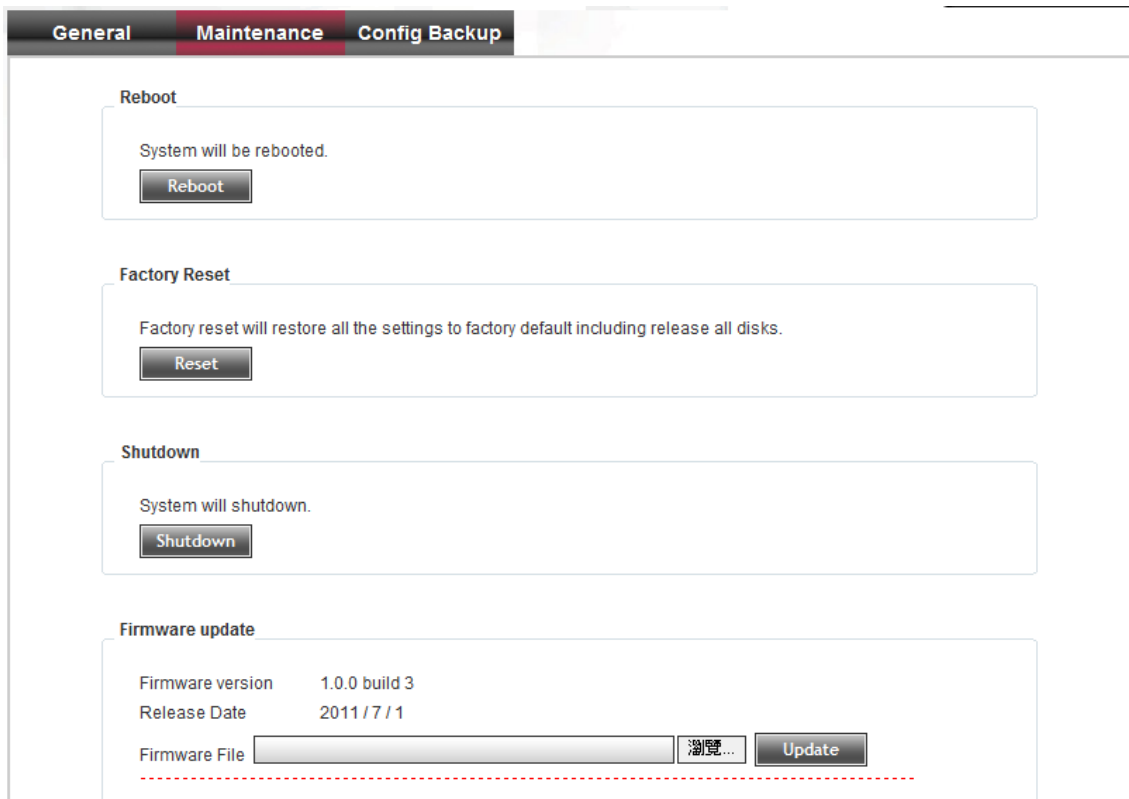 General Maintenance Config Backup
Reboot
System will be rebooted.
Reboot
Factory Reset
Factory reset will restore all the settings to factory default including release all disks.
Reset
Shutdown
System will shutdown.
Shutdown
Firmware update
Firmware version 1.0.0 build 3
Release Date 2011 / 7 / 1
Firmware File 瀏覽... Update